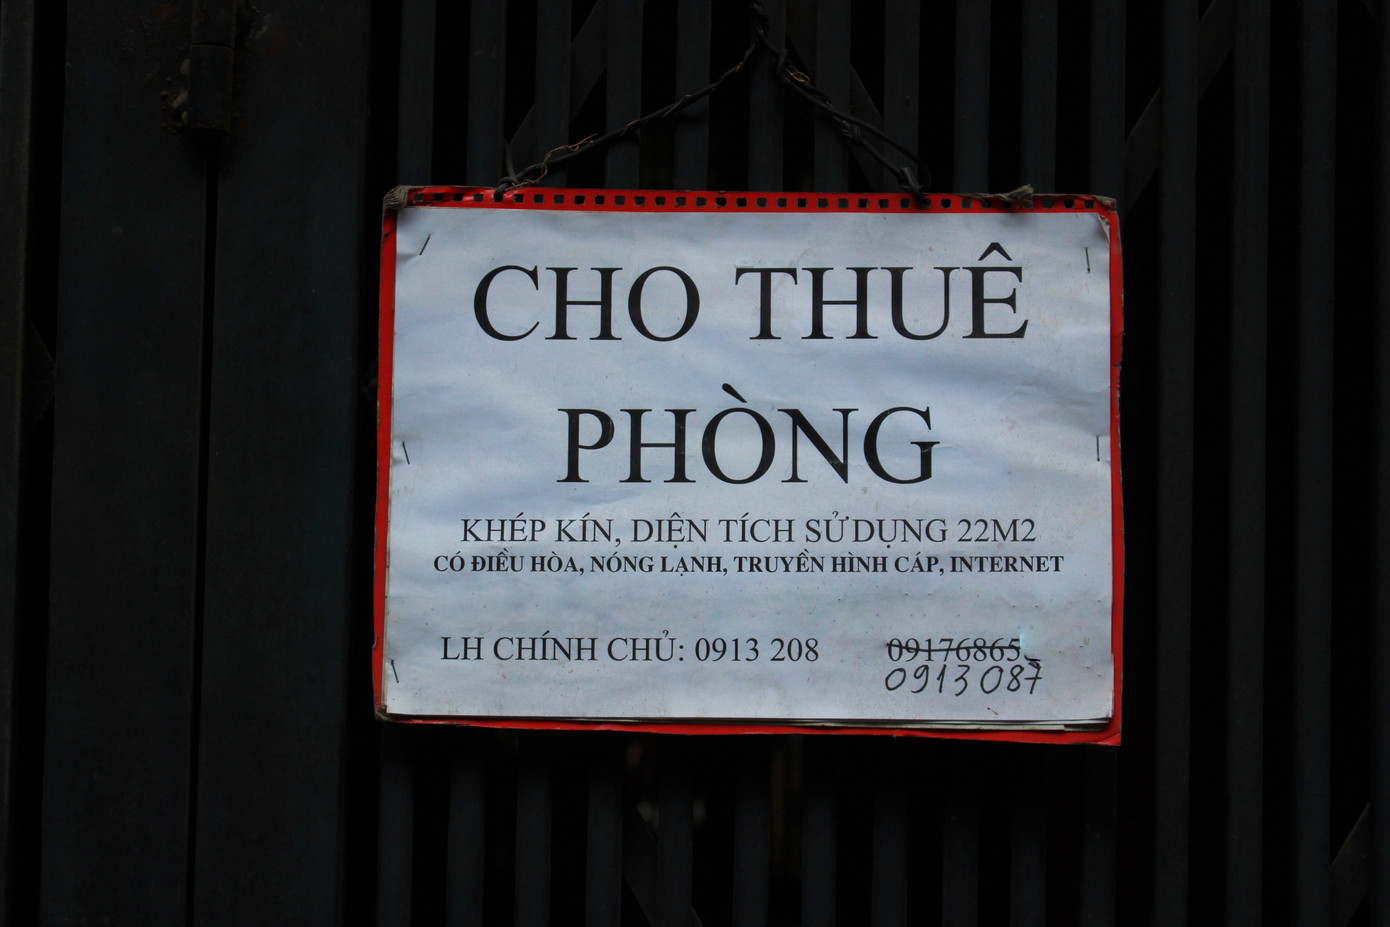 CHO THUÊ
PHÒNG
KHÉP KÍN, DIỆN TÍCH SỬ DỤNG 22M2
CÓ ĐIỀU HÒA, NÓNG LẠNH, TRUYỀN HÌNH CÁP, INTERNET
LH CHÍNH CHỦ: 0913 208 091768655
0913 087